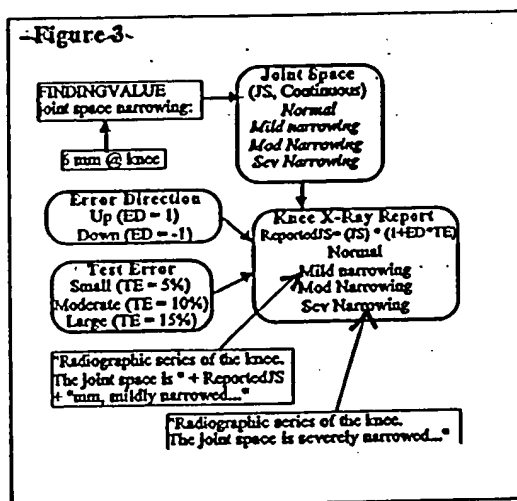 Figure 3
FINDINGVALUE
Joint space narrowing:
6 mm @ knee
Joint Space
(JS, Continuous)
Normal
Mild narrowing
Mod Narrowing
Sev Narrowing
Error Direction
Up (ED = 1)
Down (ED = -1)
Test Error
Small (TE = 5%)
Moderate (TE = 10%)
Large (TE = 15%)
Knee X-Ray Report
ReportedJS= (JS) * (1+ED*TE)
Normal
Mild narrowing
Mod Narrowing
Sev Narrowing
"Radiographic series of the knee.
The joint space is " + ReportedJS
+ "mm, mildly narrowed..."
"Radiographic series of the knee.
The joint space is severely narrowed..."